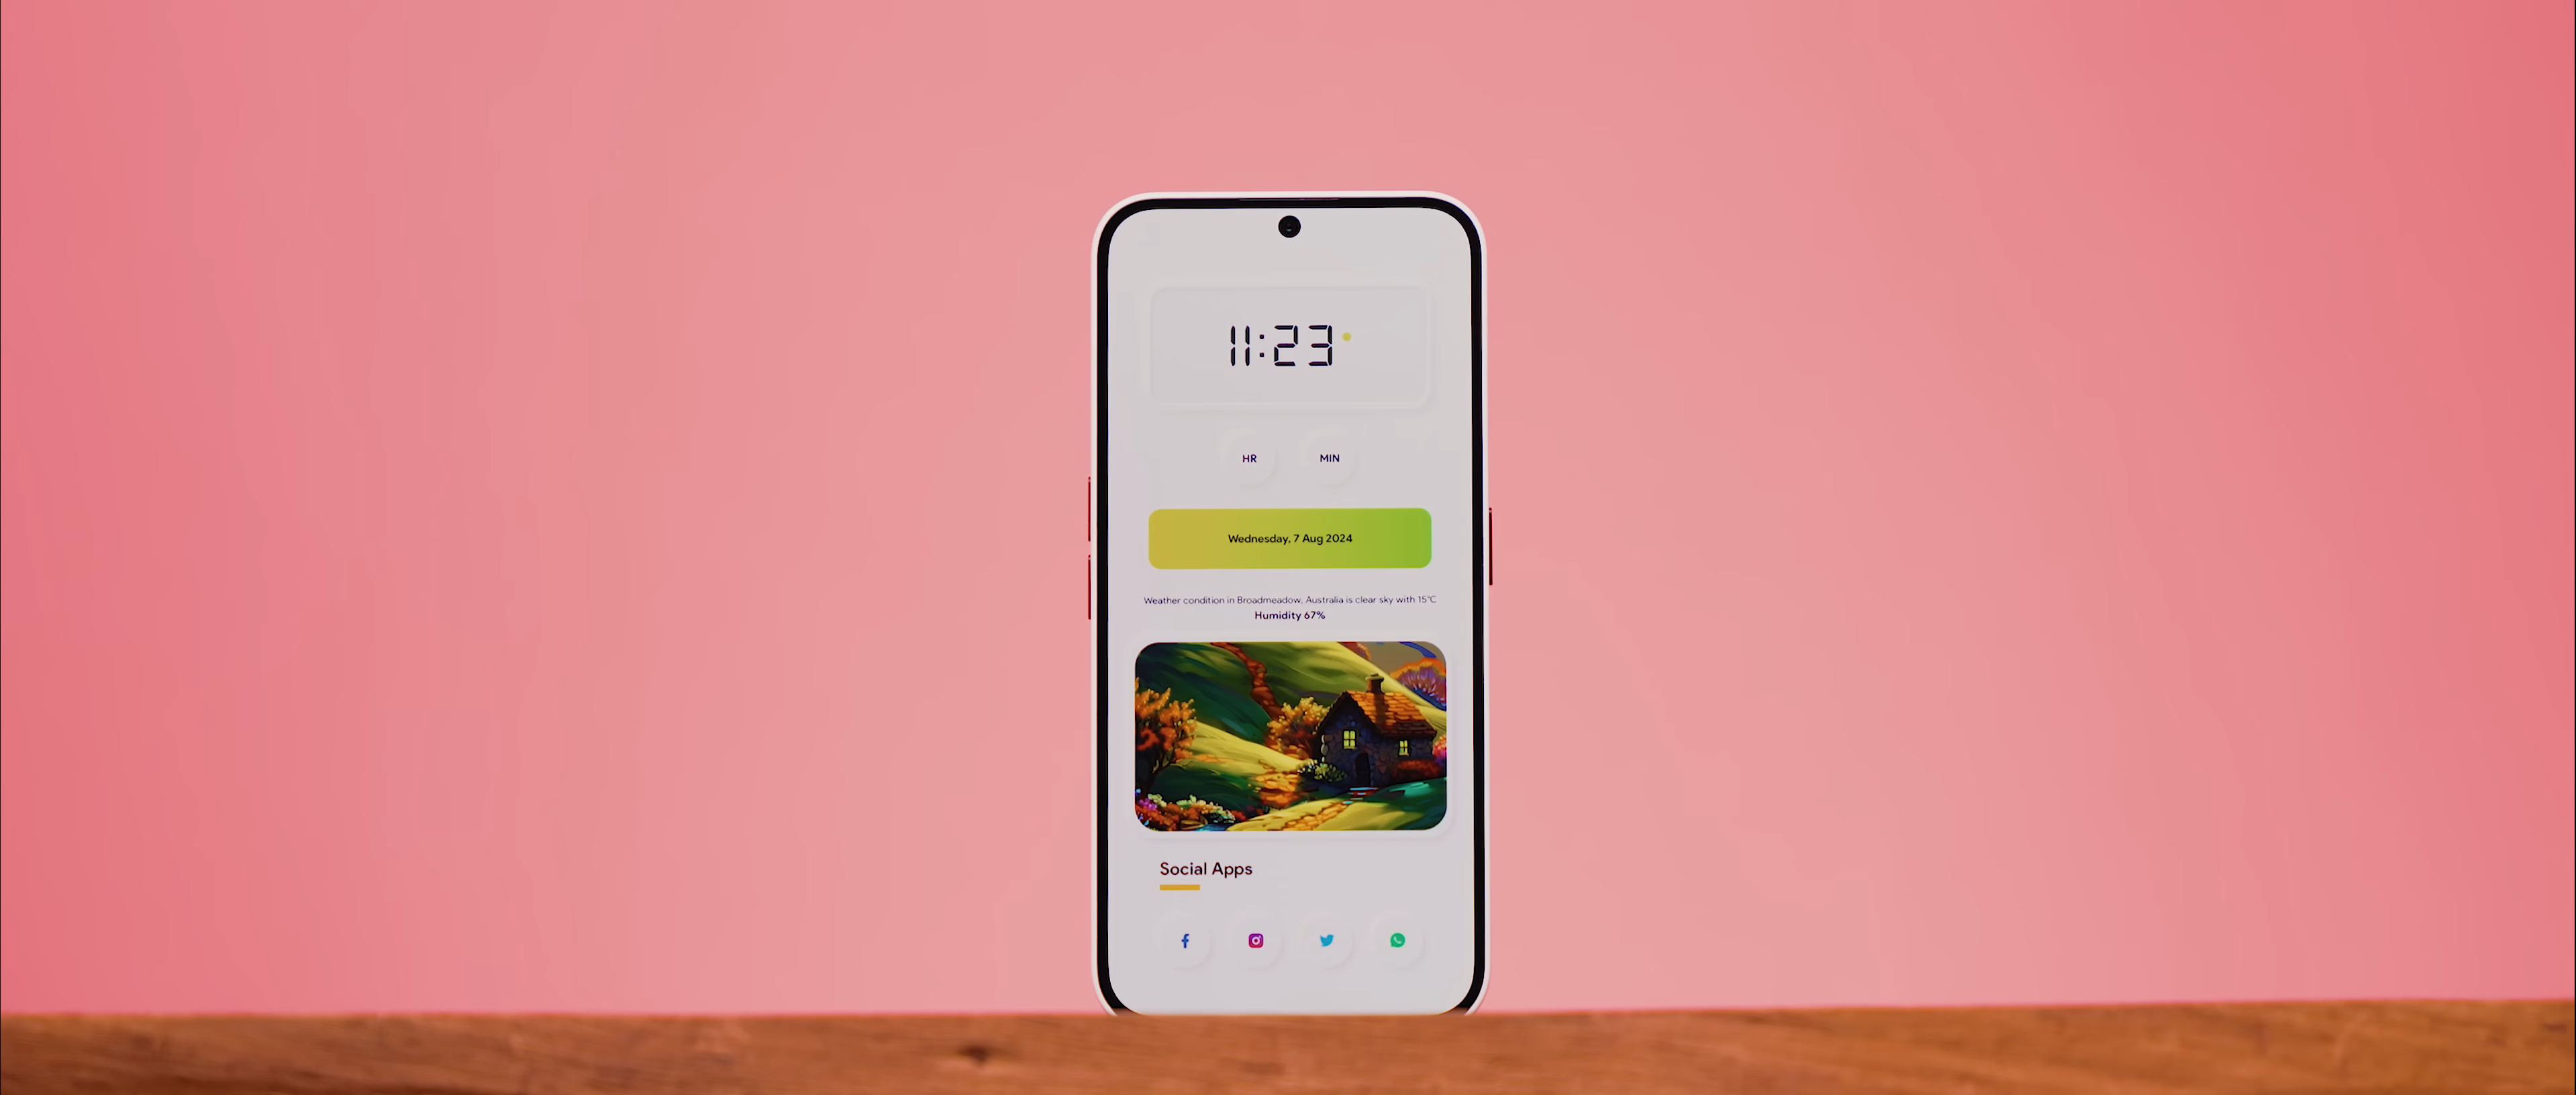 11:23
HR MIN
Wednesday, 7 Aug 2024
Weather condition in Broadmeadow, Australia is clear sky with 15°C
Humidity 67%
Social Apps